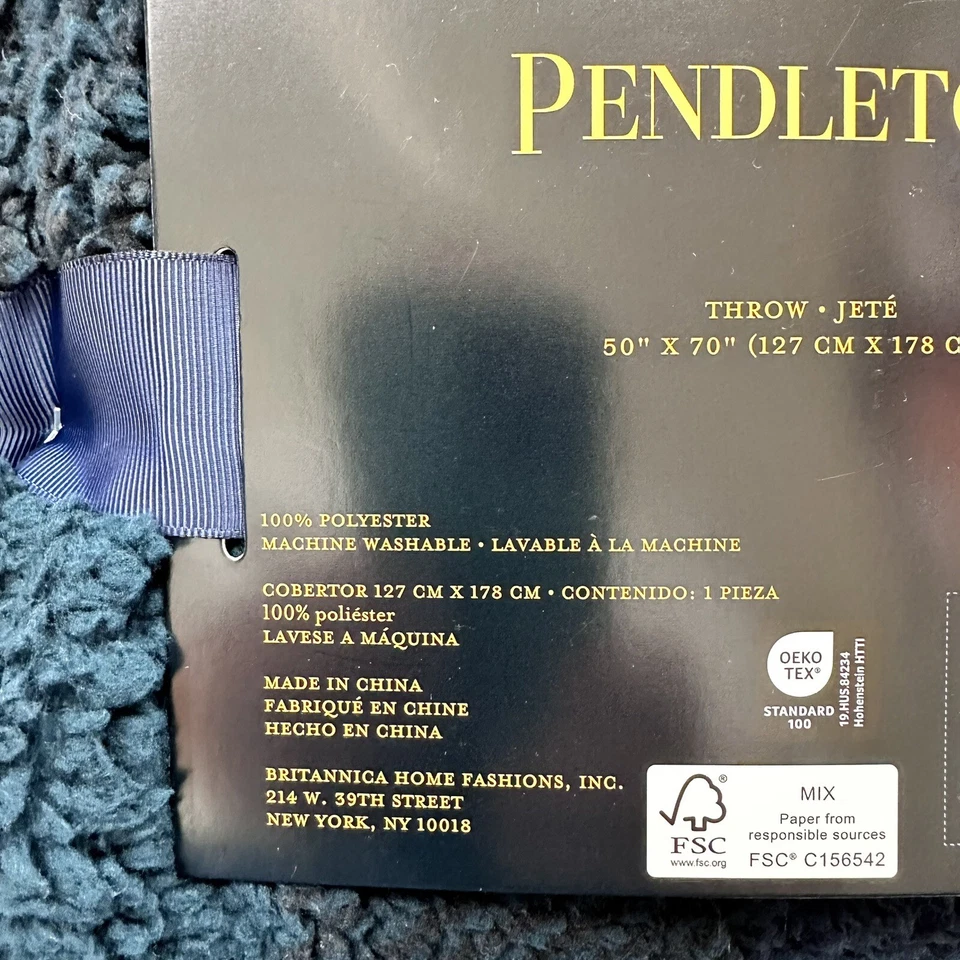 PENDLETO
THROW • JETÉ
50" X 70" (127 CM X 178 C
100% POLYESTER
MACHINE WASHABLE • LAVABLE À LA MACHINE
COBERTOR 127 CM X 178 CM • CONTENIDO: 1 PIEZA
100% poliéster
LAVESE A MÁQUINA
MADE IN CHINA
FABRIQUÉ EN CHINE
HECHO EN CHINA
BRITANNICA HOME FASHIONS, INC.
214 W. 39TH STREET
NEW YORK, NY 10018
OEKO
TEX®
STANDARD
100
19.HUS.84234
Hohenstein HTTI
FSC
®
www.fsc.org
MIX
Paper from
responsible sources
FSC® C156542